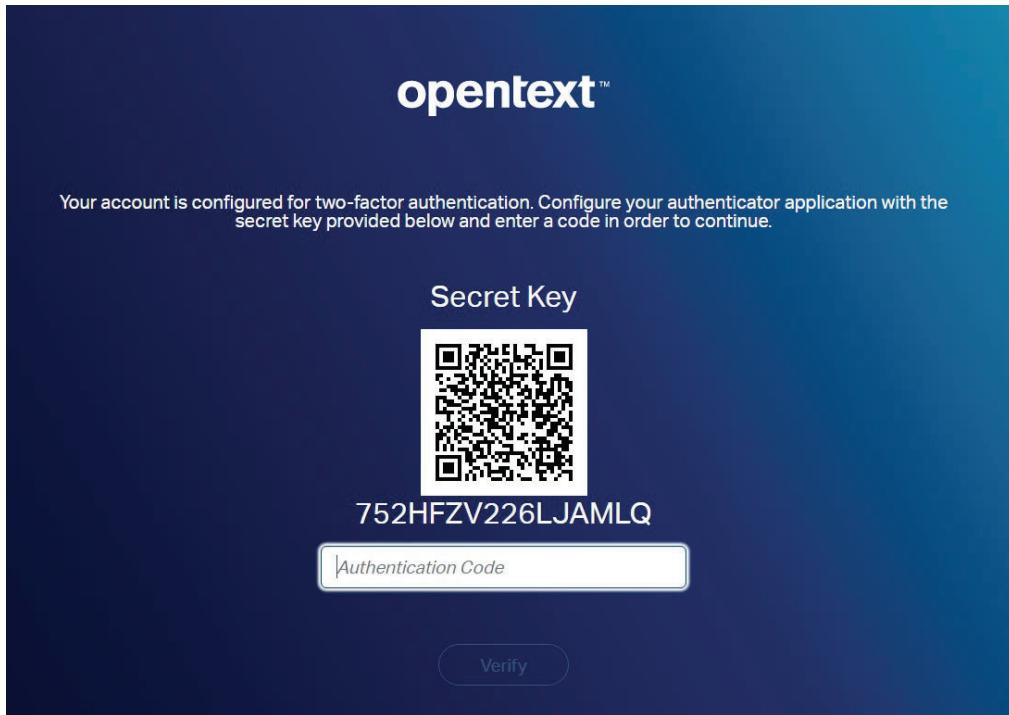 opentext™
Your account is configured for two-factor authentication. Configure your authenticator application with the
secret key provided below and enter a code in order to continue.
Secret Key
752HFZV226LJAMLQ
Authentication Code
Verify